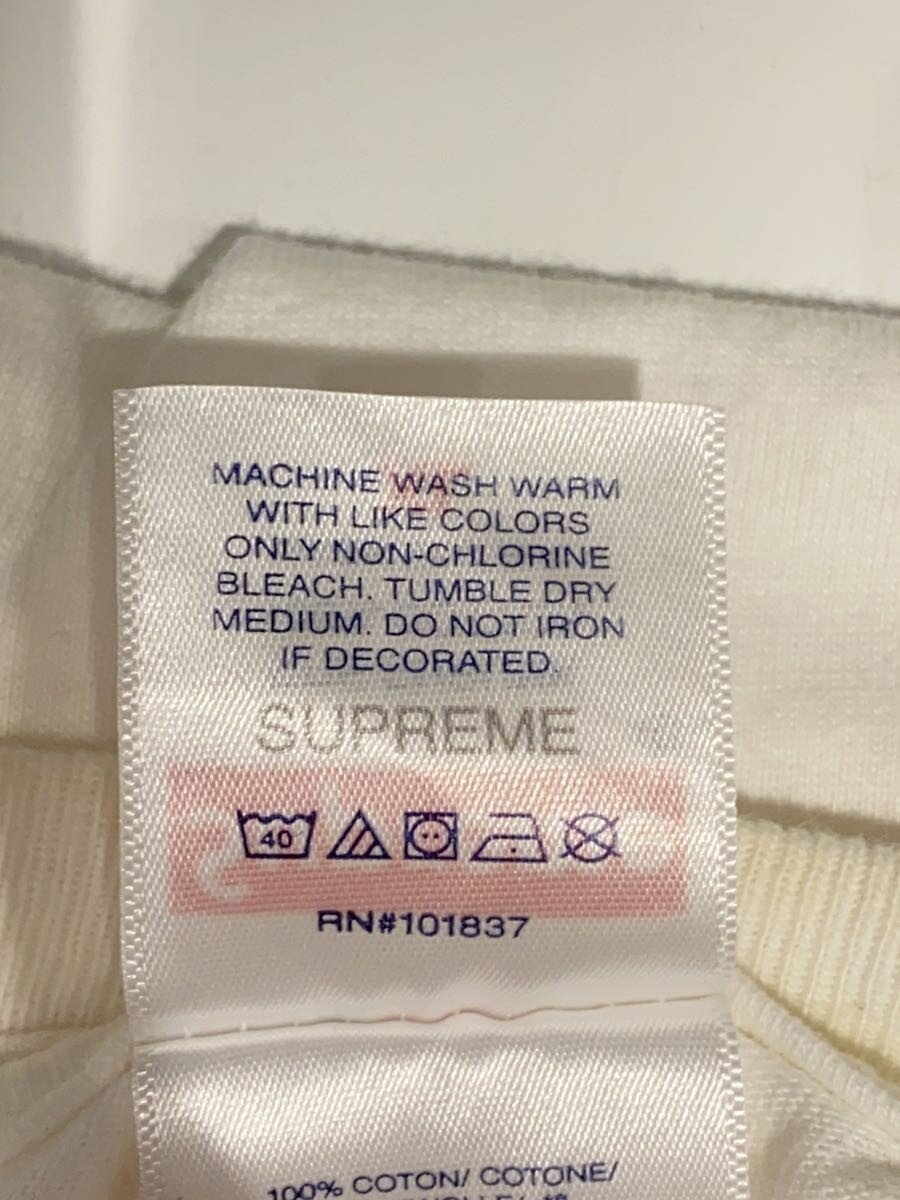 MACHINE WASH WARM
WITH LIKE COLORS
ONLY NON-CHLORINE
BLEACH. TUMBLE DRY
MEDIUM. DO NOT IRON
IF DECORATED.
SUPREME
40
RN#101837
100% COTON/ COTONE/